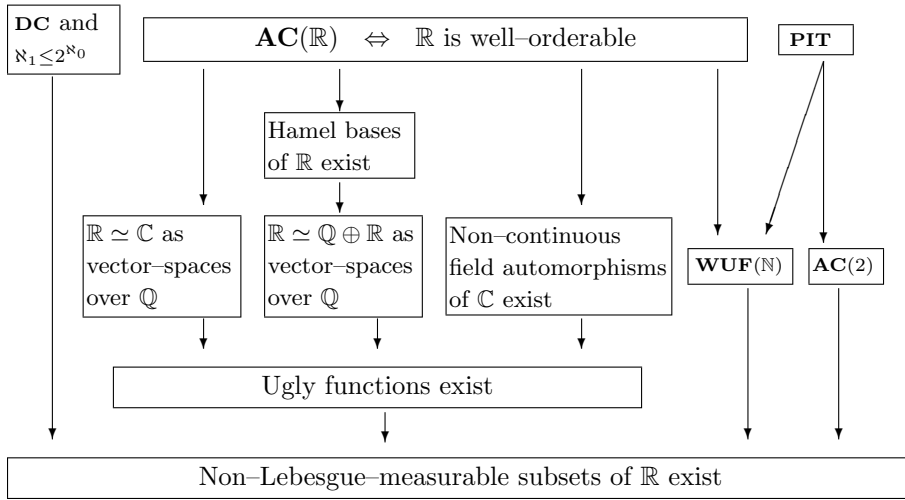 DC and
ℵ₁≤2^ℵ₀
AC(ℝ) ⇔ ℝ is well–orderable
PIT
Hamel bases
of ℝ exist
ℝ ≃ ℂ as
vector–spaces
over ℚ
ℝ ≃ ℚ ⊕ ℝ as
vector–spaces
over ℚ
Non–continuous
field automorphisms
of ℂ exist
WUF(ℕ)
AC(2)
Ugly functions exist
Non–Lebesgue–measurable subsets of ℝ exist